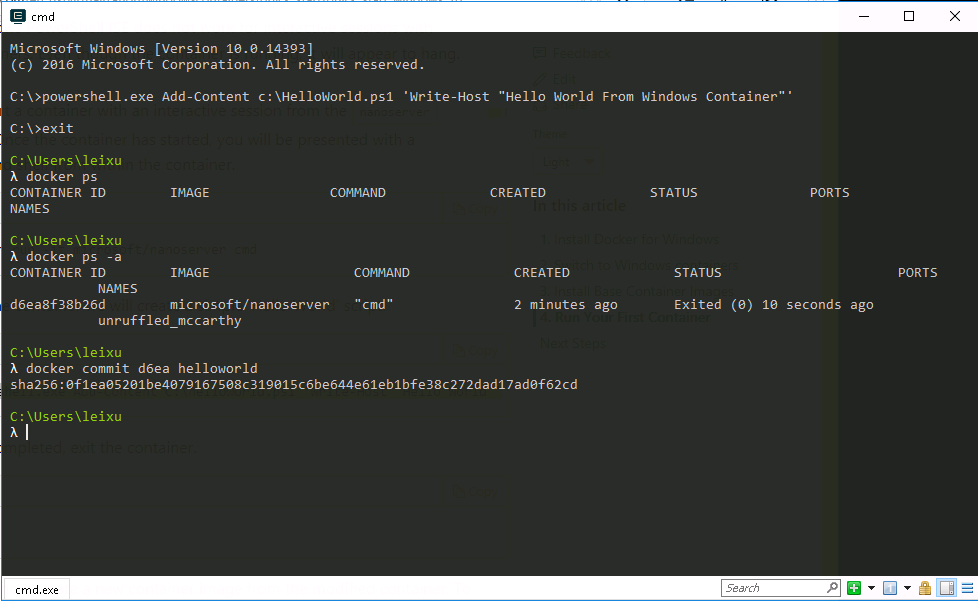 cmd
Microsoft Windows [Version 10.0.14393]
(c) 2016 Microsoft Corporation. All rights reserved.
C:\>powershell.exe Add-Content c:\HelloWorld.ps1 'Write-Host "Hello World From Windows Container"'
C:\>exit
C:\Users\leixu
λ docker ps
CONTAINER ID IMAGE COMMAND CREATED STATUS PORTS
NAMES
C:\Users\leixu
λ docker ps -a
CONTAINER ID IMAGE COMMAND CREATED STATUS PORTS
NAMES
d6ea8f38b26d microsoft/nanoserver "cmd" 2 minutes ago Exited (0) 10 seconds ago
unruffled_mccarthy
C:\Users\leixu
λ docker commit d6ea helloworld
sha256:0f1ea05201be4079167508c319015c6be644e61eb1bfe38c272dad17ad0f62cd
C:\Users\leixu
λ
cmd.exe
Search